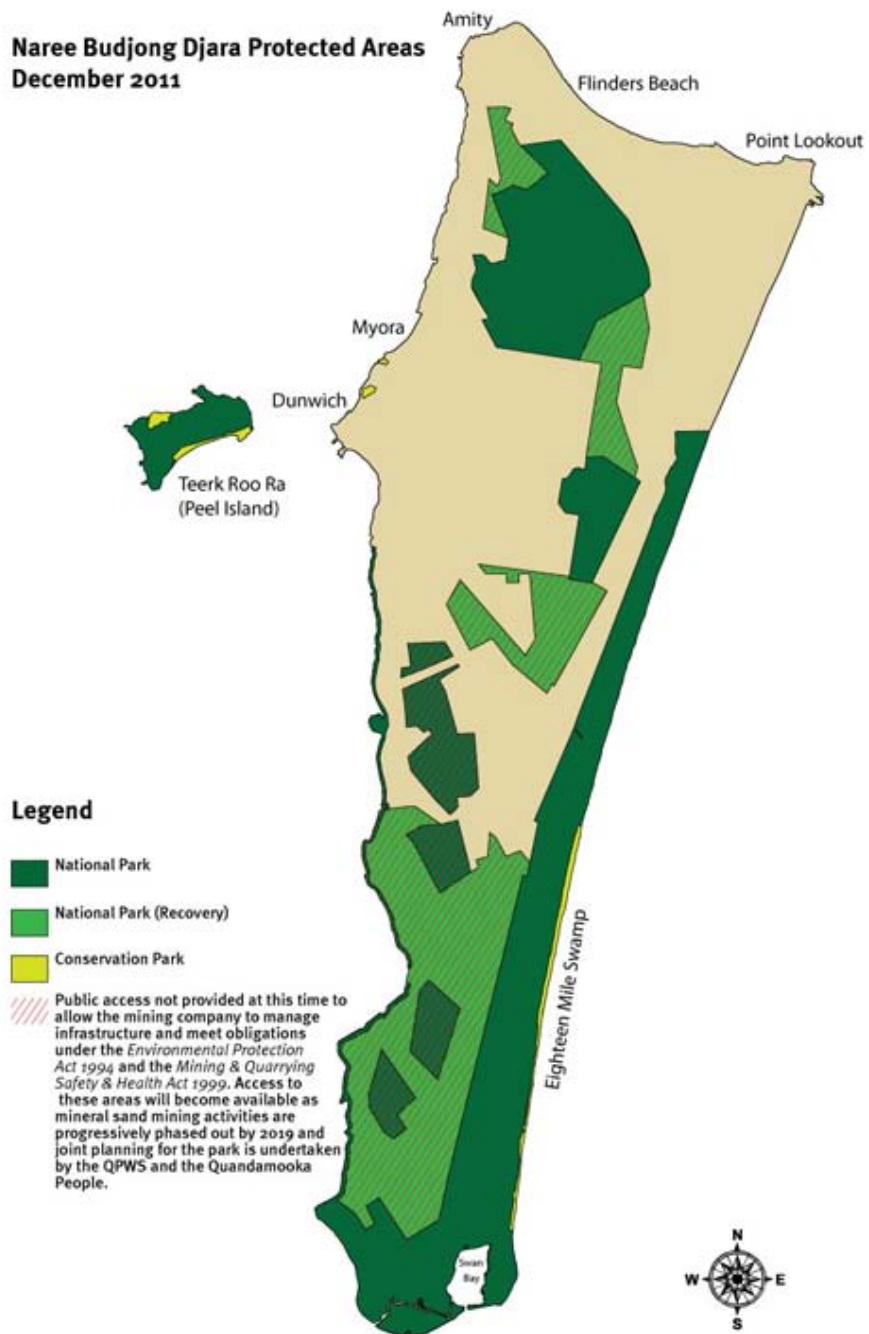 Naree Budjong Djara Protected Areas
December 2011
Amity
Flinders Beach
Point Lookout
Myora
Dunwich
Teerk Roo Ra
(Peel Island)
Eighteen Mile Swamp
Swan
Bay
Legend
National Park
National Park (Recovery)
Conservation Park
Public access not provided at this time to
allow the mining company to manage
infrastructure and meet obligations
under the Environmental Protection
Act 1994 and the Mining & Quarrying
Safety & Health Act 1999. Access to
these areas will become available as
mineral sand mining activities are
progressively phased out by 2019 and
joint planning for the park is undertaken
by the QPWS and the Quandamooka
People.
N
W E
S